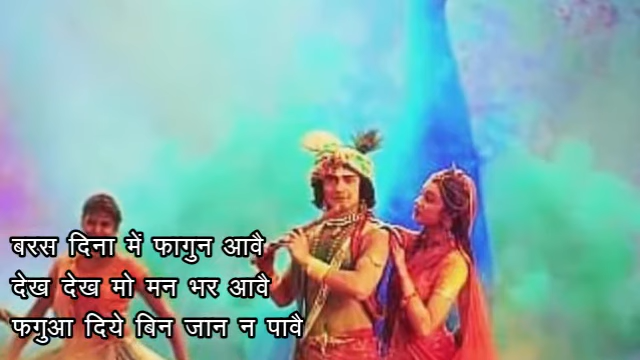 बरस दिना में फागुन आवै
देख देख मो मन भर आवै
फगुआ दिये बिन जान न पावै